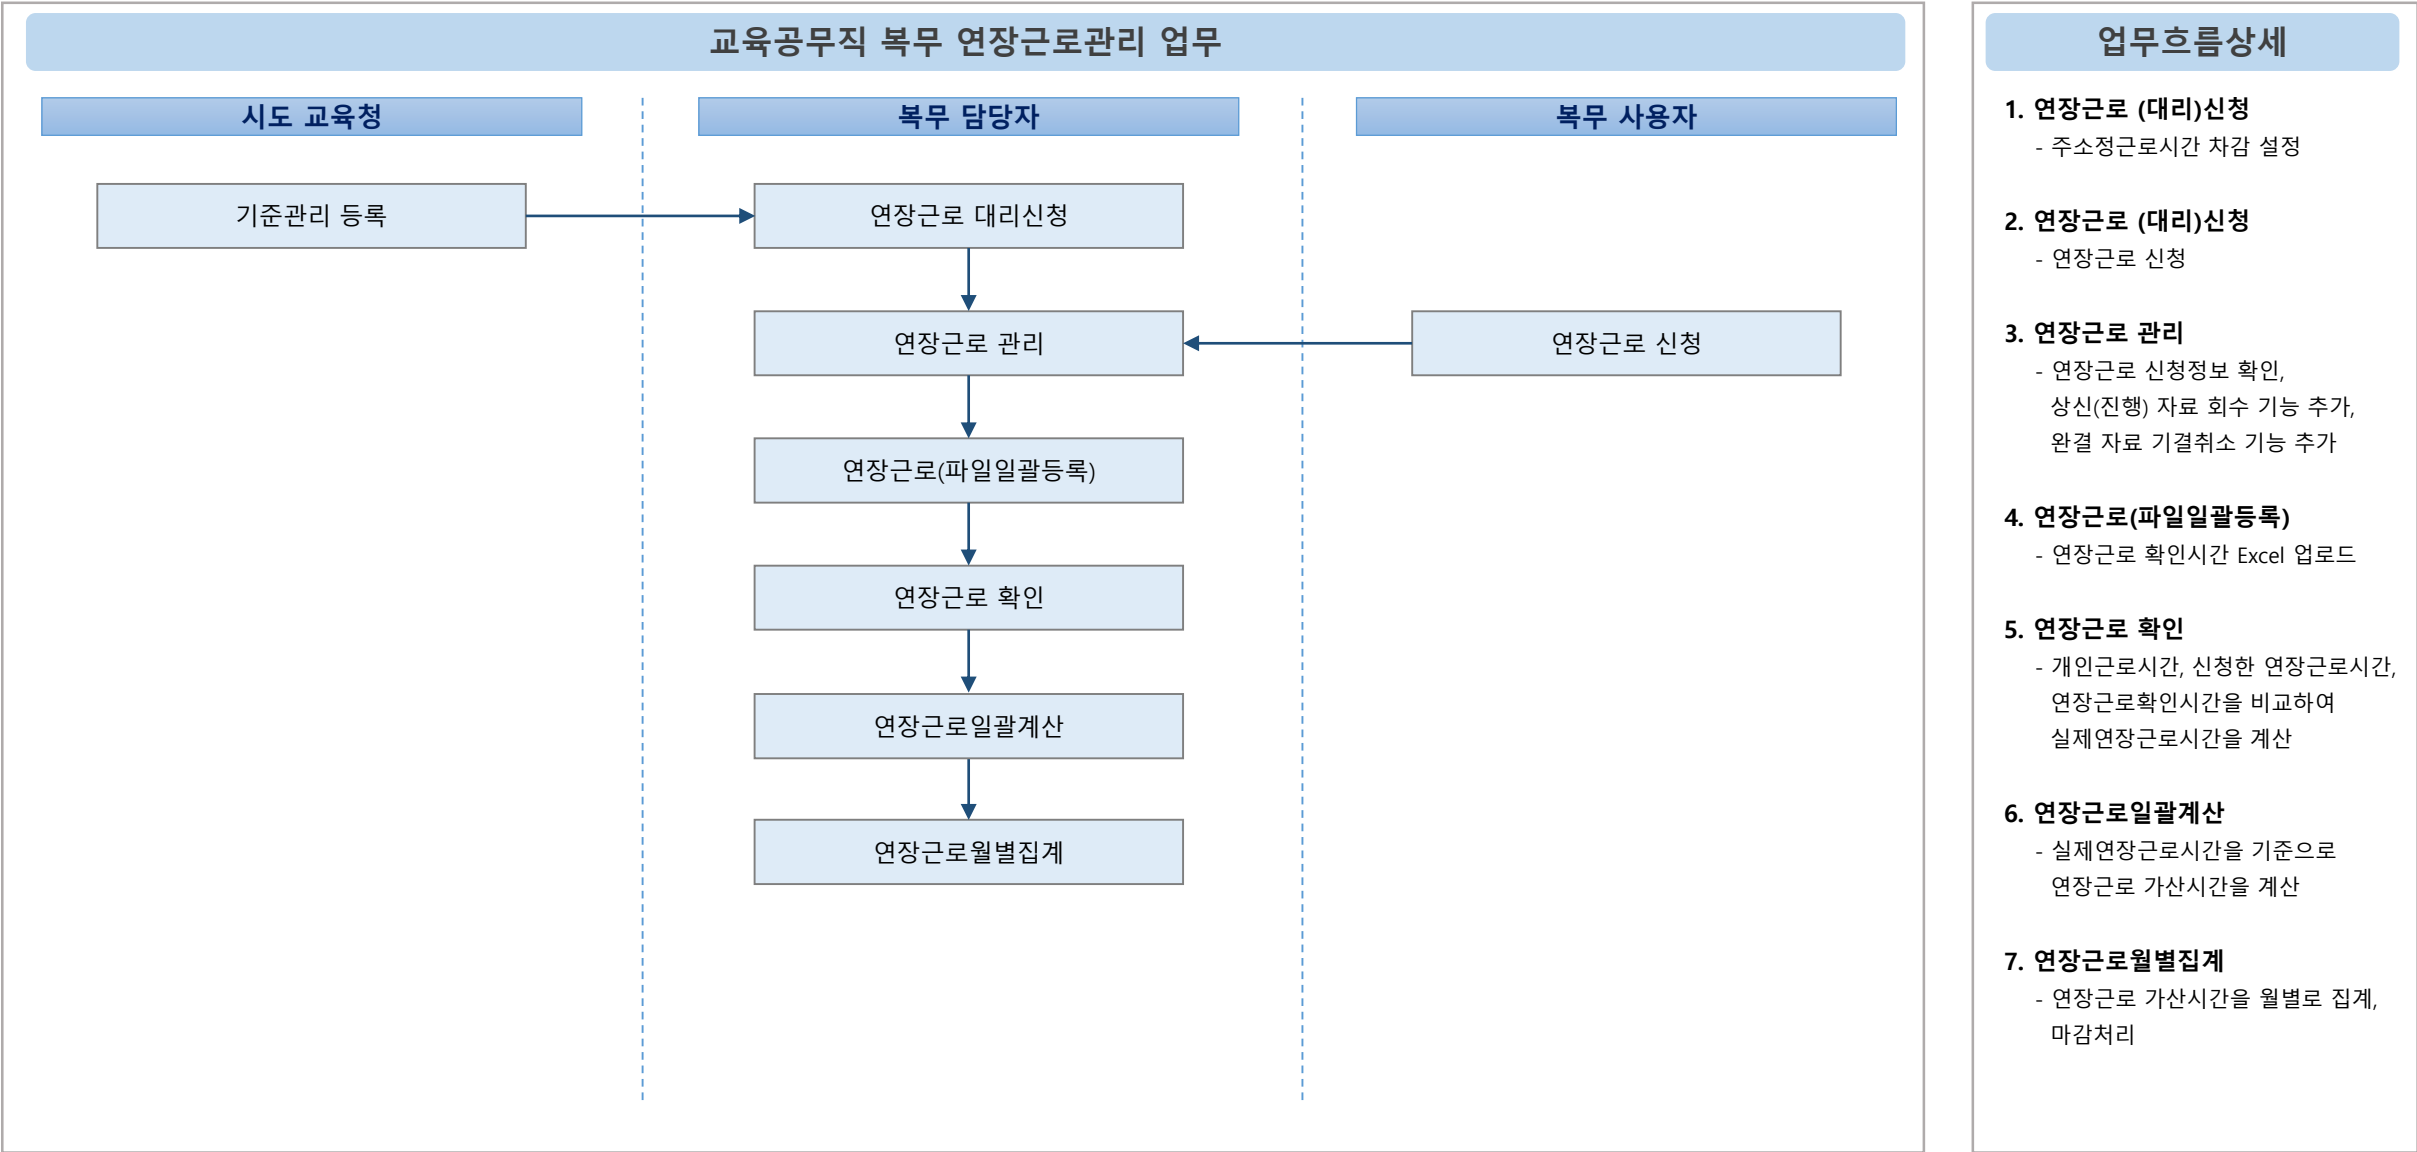 교육공무직 복무 연장근로관리 업무
시도 교육청
복무 담당자
복무 사용자
기준관리 등록
연장근로 대리신청
연장근로 관리
연장근로 신청
연장근로(파일일괄등록)
연장근로 확인
연장근로일괄계산
연장근로월별집계
업무흐름상세
1. 연장근로 (대리)신청
- 주소정근로시간 차감 설정
2. 연장근로 (대리)신청
- 연장근로 신청
3. 연장근로 관리
- 연장근로 신청정보 확인,
상신(진행) 자료 회수 기능 추가,
완결 자료 기결취소 기능 추가
4. 연장근로(파일일괄등록)
- 연장근로 확인시간 Excel 업로드
5. 연장근로 확인
- 개인근로시간, 신청한 연장근로시간,
연장근로확인시간을 비교하여
실제연장근로시간을 계산
6. 연장근로일괄계산
- 실제연장근로시간을 기준으로
연장근로 가산시간을 계산
7. 연장근로월별집계
- 연장근로 가산시간을 월별로 집계,
마감처리